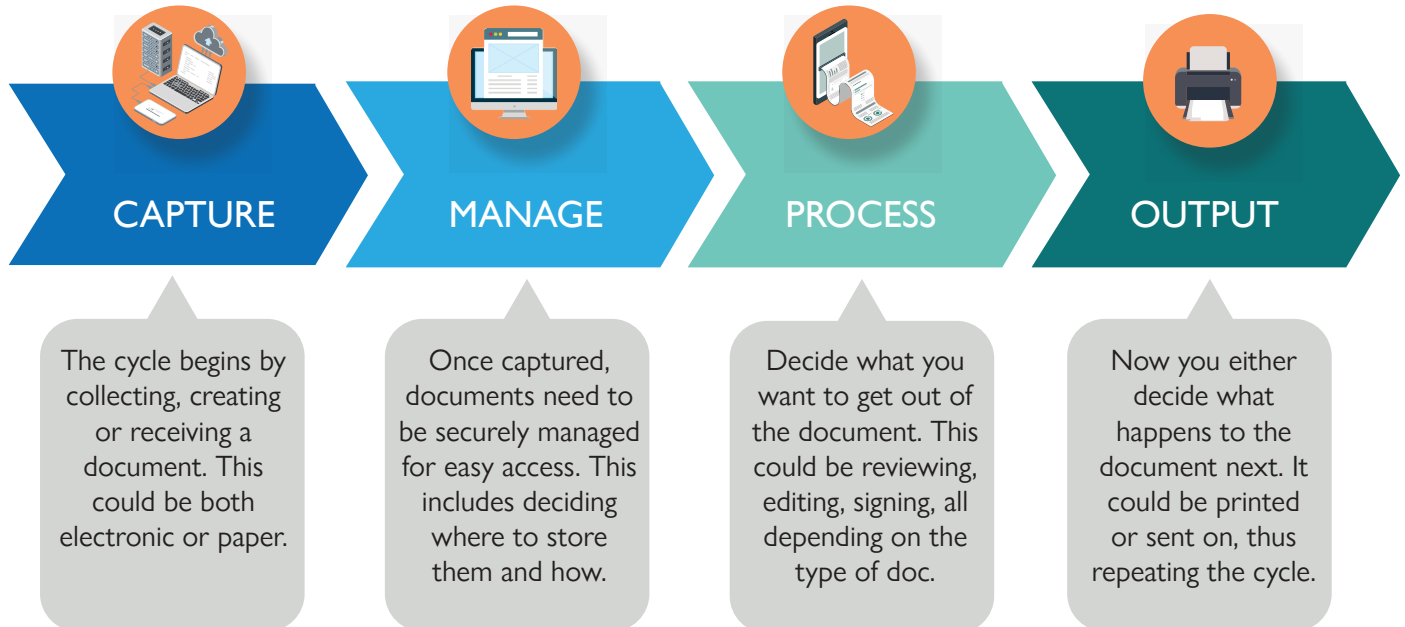 CAPTURE
MANAGE
PROCESS
OUTPUT
The cycle begins by
collecting, creating
or receiving a
document. This
could be both
electronic or paper.
Once captured,
documents need to
be securely managed
for easy access. This
includes deciding
where to store
them and how.
Decide what you
want to get out of
the document. This
could be reviewing,
editing, signing, all
depending on the
type of doc.
Now you either
decide what
happens to the
document next. It
could be printed
or sent on, thus
repeating the cycle.